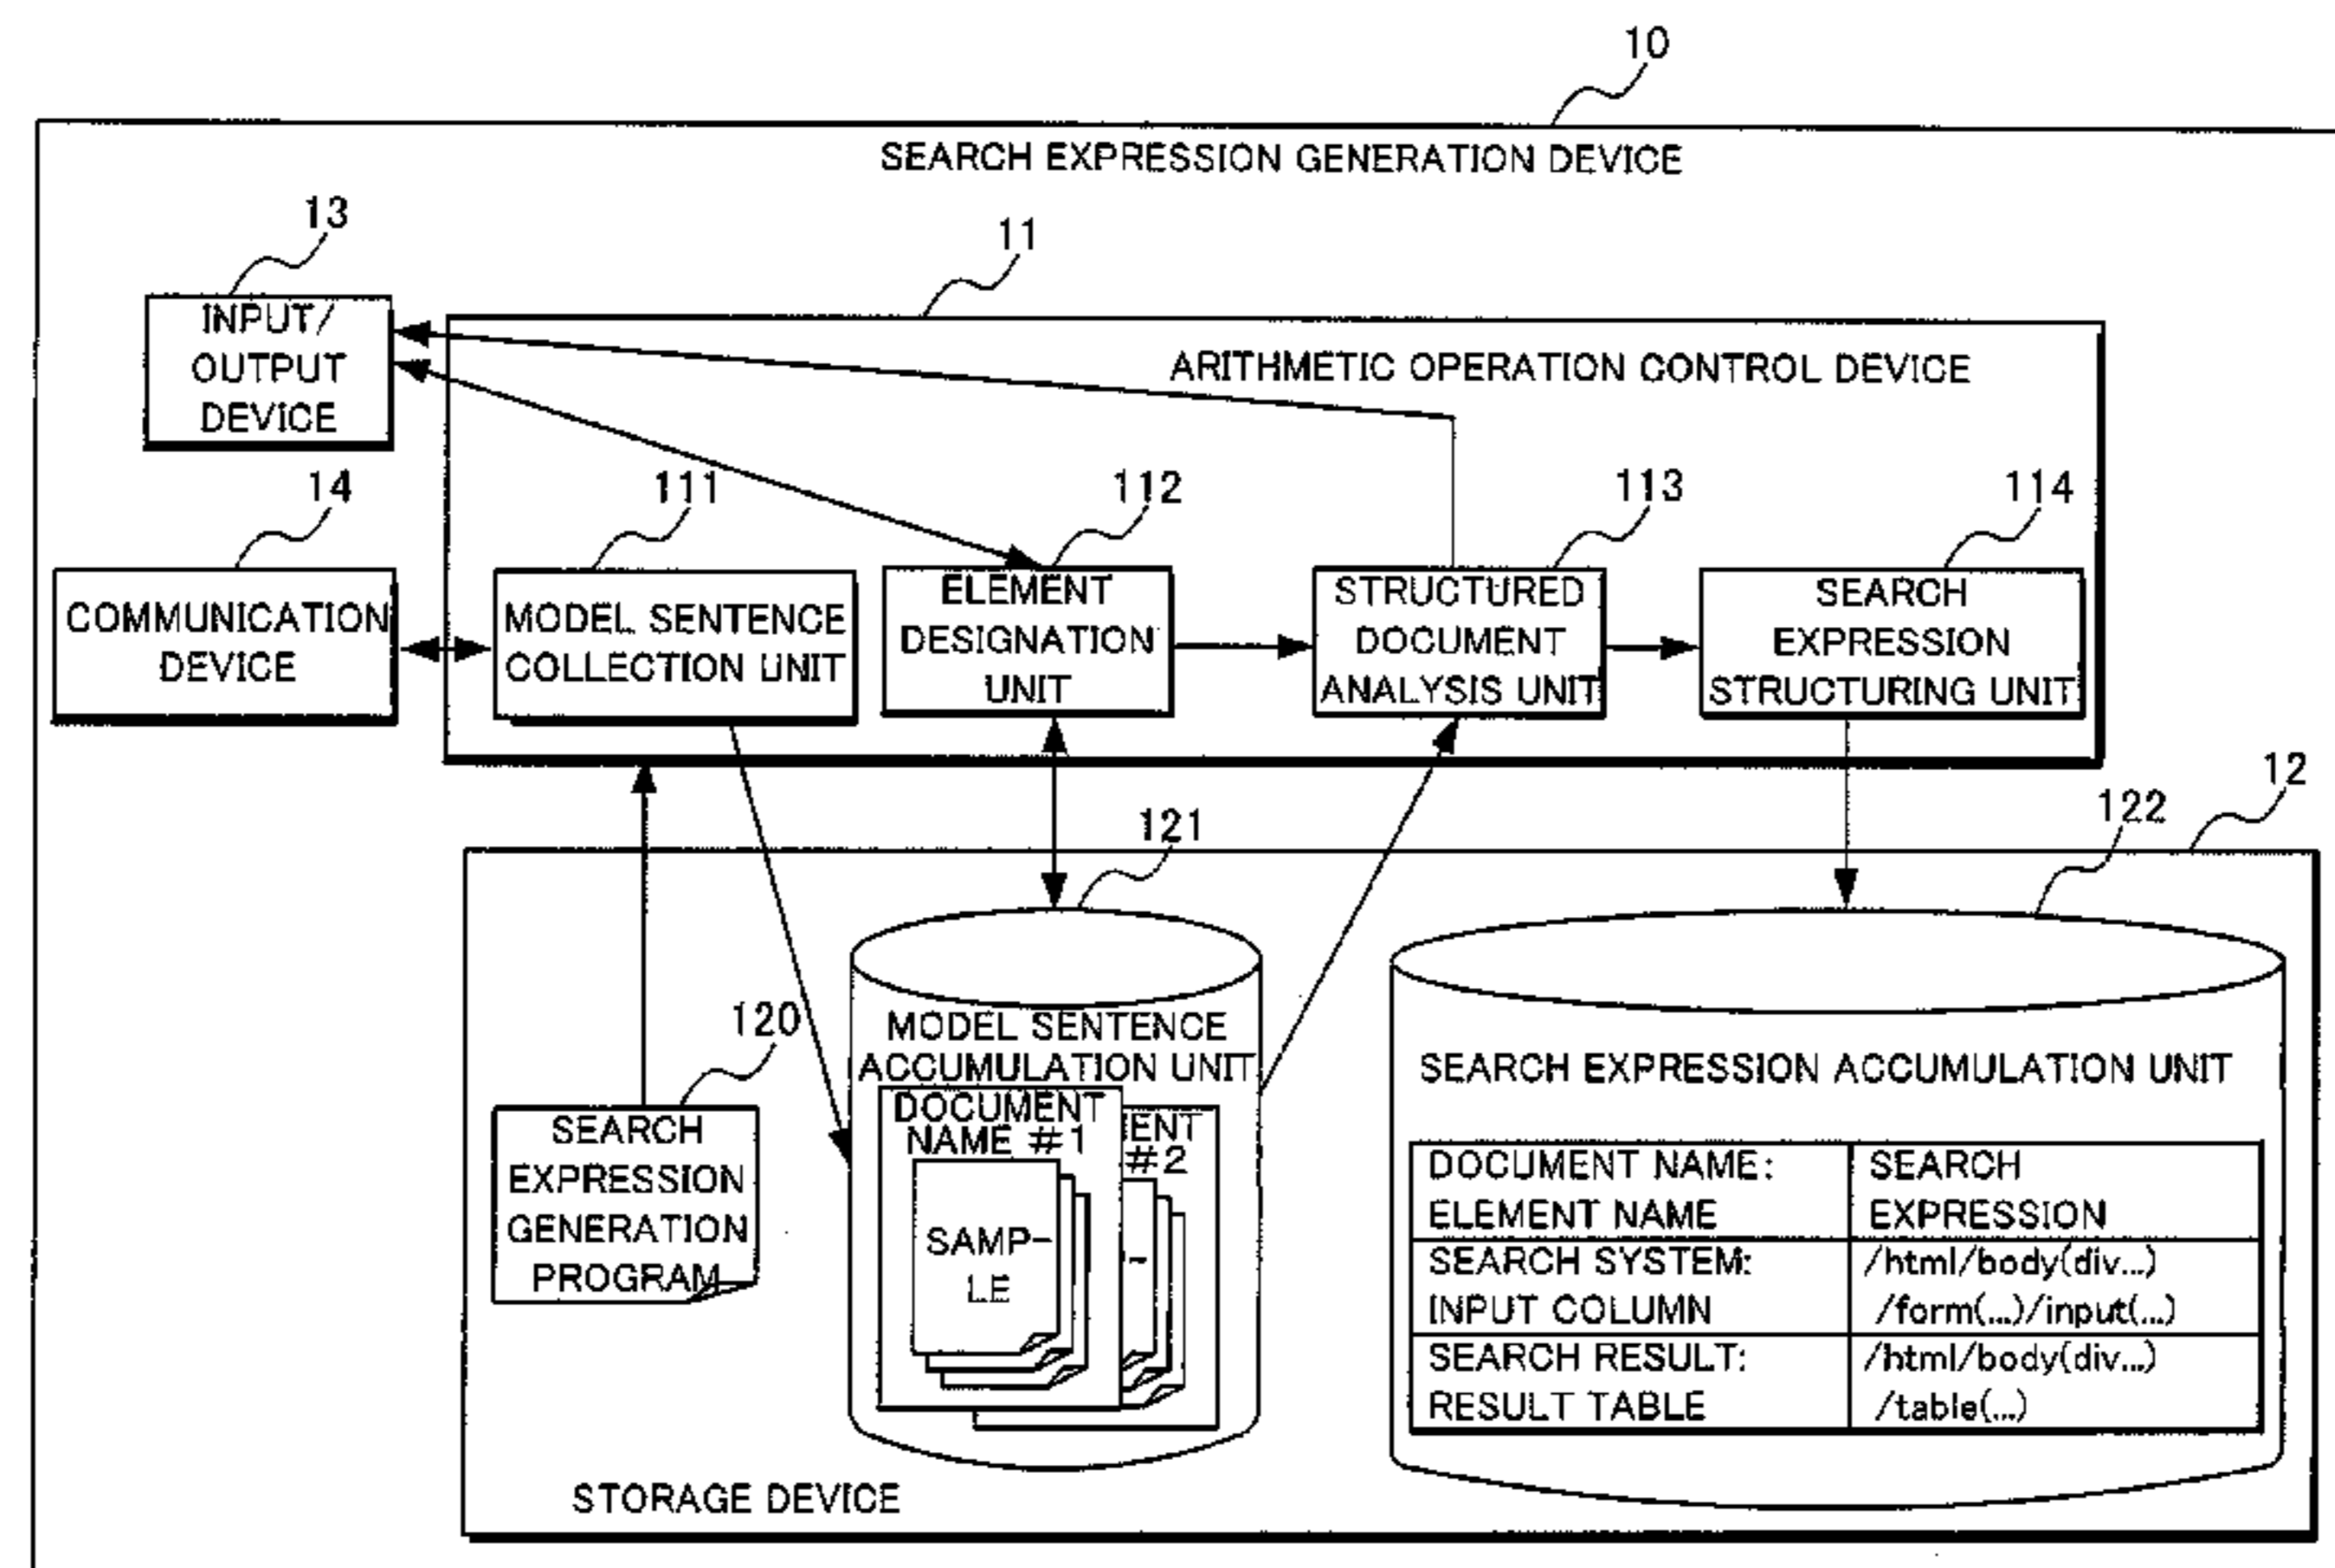 10
SEARCH EXPRESSION GENERATION DEVICE
13
11
INPUT/
OUTPUT
DEVICE
ARITHMETIC OPERATION CONTROL DEVICE
14
111
112
113
114
COMMUNICATION
DEVICE
MODEL SENTENCE
COLLECTION UNIT
ELEMENT
DESIGNATION
UNIT
STRUCTURED
DOCUMENT
ANALYSIS UNIT
SEARCH
EXPRESSION
STRUCTURING UNIT
12
121
122
120
SEARCH
EXPRESSION
GENERATION
PROGRAM
MODEL SENTENCE
ACCUMULATION UNIT
DOCUMENT
NAME #1
ENT
#2
SAMP-
LE
-
SEARCH EXPRESSION ACCUMULATION UNIT
DOCUMENT NAME:
ELEMENT NAME
SEARCH
EXPRESSION
SEARCH SYSTEM:
INPUT COLUMN
/html/body(div...)
/form(...)/input(...)
SEARCH RESULT:
RESULT TABLE
/html/body(div...)
/table(...)
STORAGE DEVICE